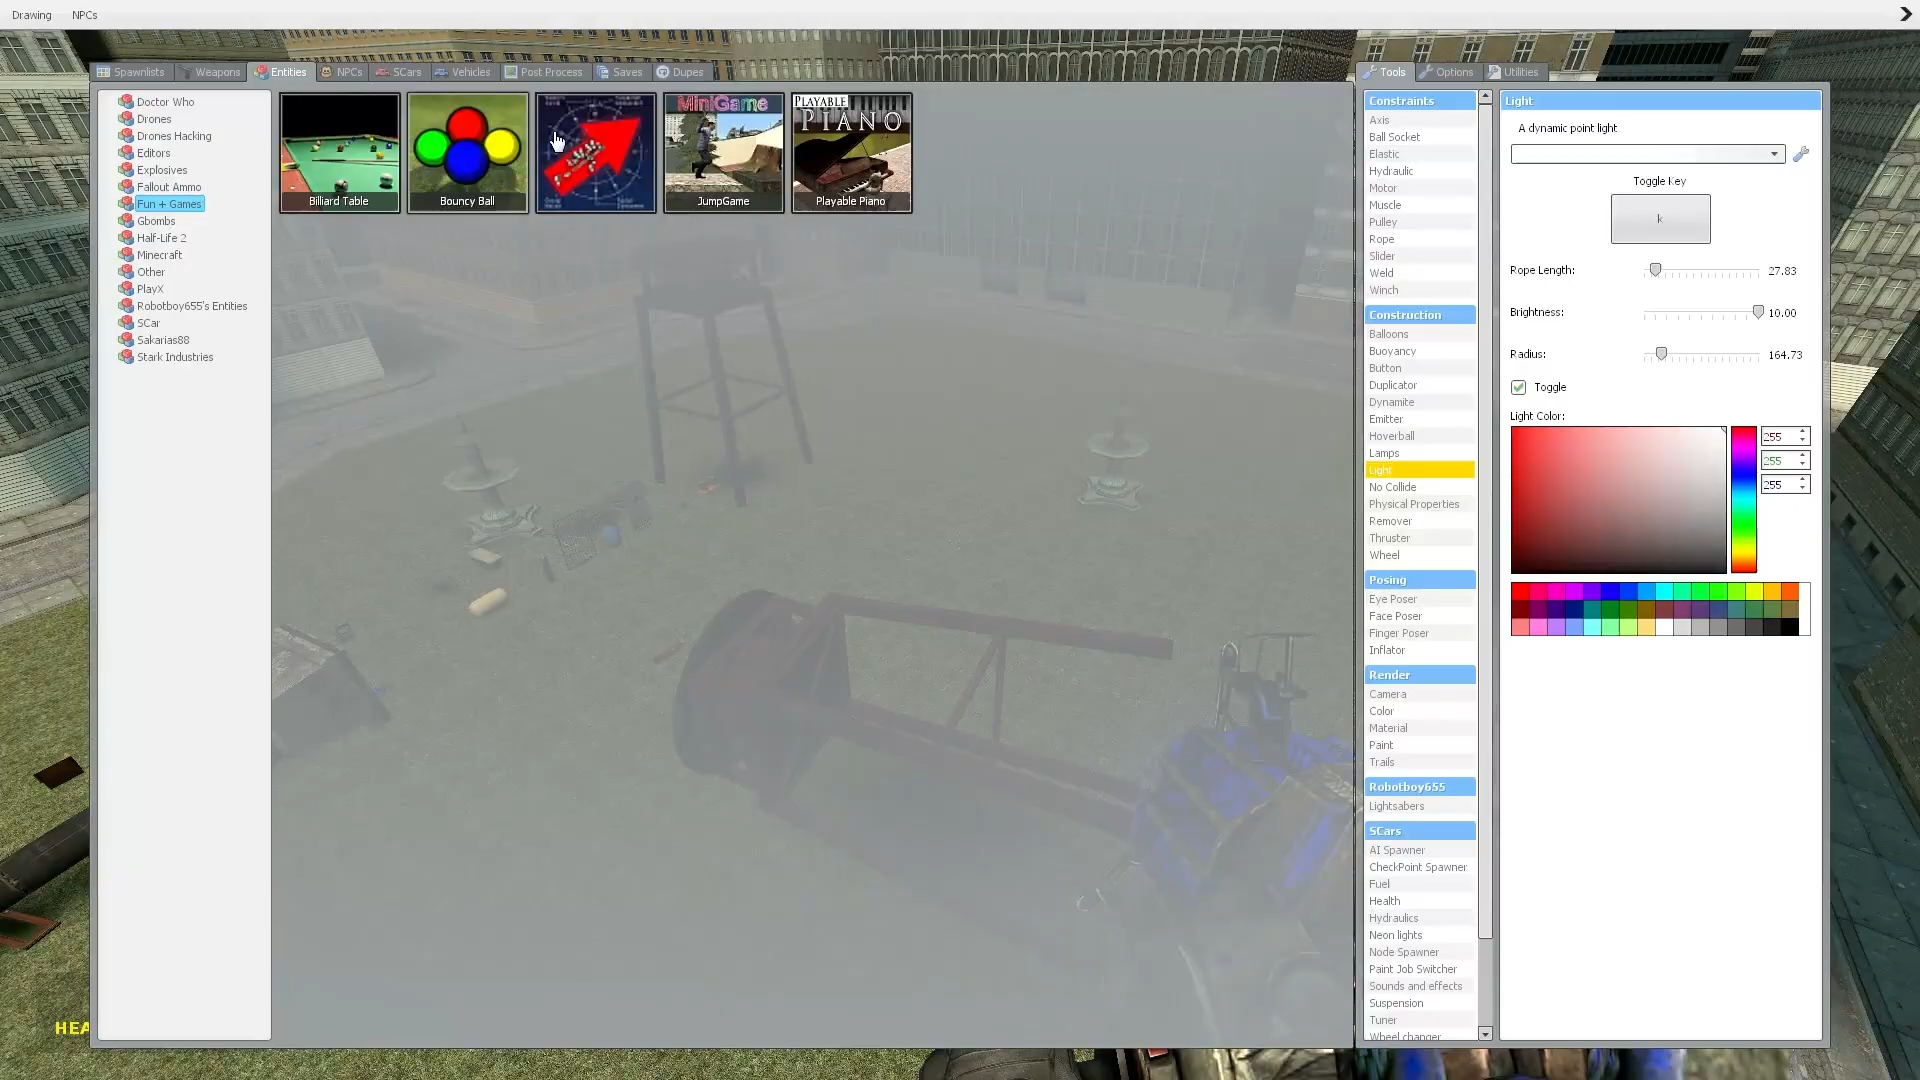 Drawing NPCs
Spawnlists Weapons Entities NPCs SCars Vehicles Post Process Saves Dupes
Doctor Who
Drones
Drones Hacking
Editors
Explosives
Fallout Ammo
Fun + Games
Gbombs
Half-Life 2
Minecraft
Other
PlayX
Robotboy655's Entities
SCar
Sakarias88
Stark Industries
Billiard Table
Bouncy Ball
MiniGame
JumpGame
PLAYABLE
PIANO
Playable Piano
HEA
Tools Options Utilities
Constraints
Axis
Ball Socket
Elastic
Hydraulic
Motor
Muscle
Pulley
Rope
Slider
Weld
Winch
Construction
Balloons
Buoyancy
Button
Duplicator
Dynamite
Emitter
Hoverball
Lamps
Light
No Collide
Physical Properties
Remover
Thruster
Wheel
Posing
Eye Poser
Face Poser
Finger Poser
Inflator
Render
Camera
Color
Material
Paint
Trails
Robotboy655
Lightsabers
SCars
AI Spawner
CheckPoint Spawner
Fuel
Health
Hydraulics
Neon lights
Node Spawner
Paint Job Switcher
Sounds and effects
Suspension
Tuner
Wheel changer
Light
A dynamic point light
Toggle Key
k
Rope Length: 27.83
Brightness: 10.00
Radius: 164.73
Toggle
Light Color:
255
255
255